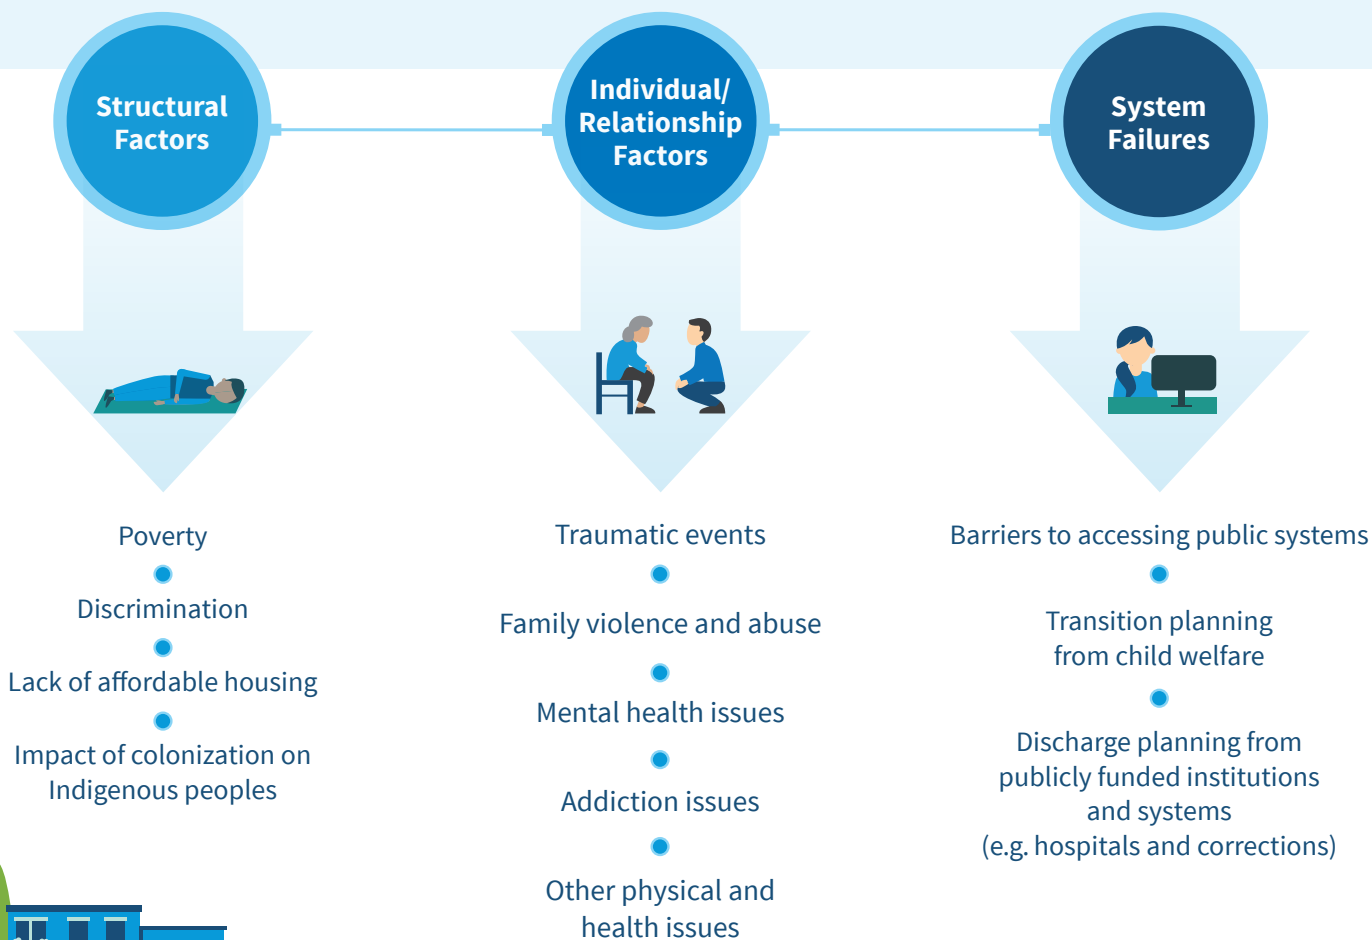 Structural
Factors
Individual/
Relationship
Factors
System
Failures
Poverty
Discrimination
Lack of affordable housing
Impact of colonization on
Indigenous peoples
Traumatic events
Family violence and abuse
Mental health issues
Addiction issues
Other physical and
health issues
Barriers to accessing public systems
Transition planning
from child welfare
Discharge planning from
publicly funded institutions
and systems
(e.g. hospitals and corrections)